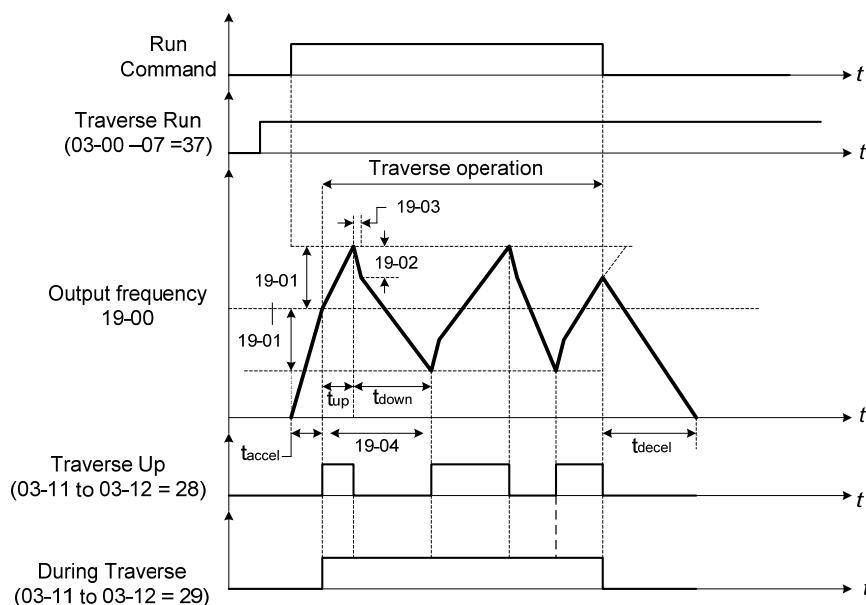 Run
Command
t
Traverse Run
(03-00 –07 =37)
t
Traverse operation
19-03
19-02
19-01
Output frequency
19-00
19-01
tup
tdown
t
taccel
19-04
tdecel
Traverse Up
(03-11 to 03-12 = 28)
t
During Traverse
(03-11 to 03-12 = 29)
t